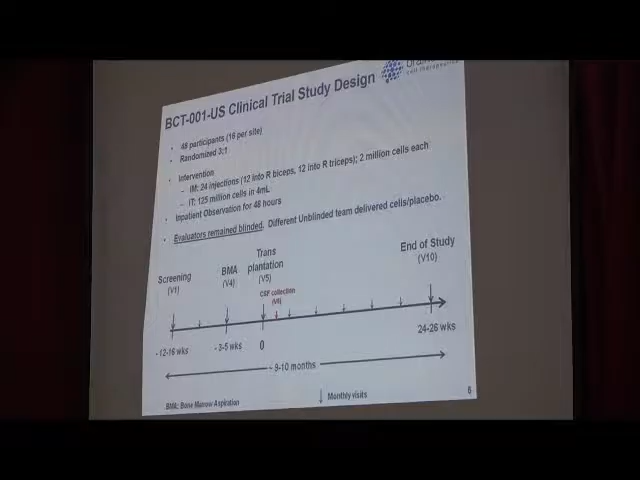 cell therapeutics
BCT-001-US Clinical Trial Study Design
• 48 participants (16 per site)
• Randomized 3:1
• Intervention
– IM: 24 injections (12 into R biceps, 12 into R triceps); 2 million cells each
– IT: 125 million cells in 4mL
• Inpatient Observation for 48 hours
• Evaluators remained blinded. Different Unblinded team delivered cells/placebo.
Screening
(V1)
BMA
(V4)
Trans
plantation
(V5)
CSF collection
(V6)
End of Study
(V10)
- 12-16 wks
- 3-5 wks
0
24-26 wks
~ 9-10 months
BMA: Bone Marrow Aspiration
Monthly visits
6